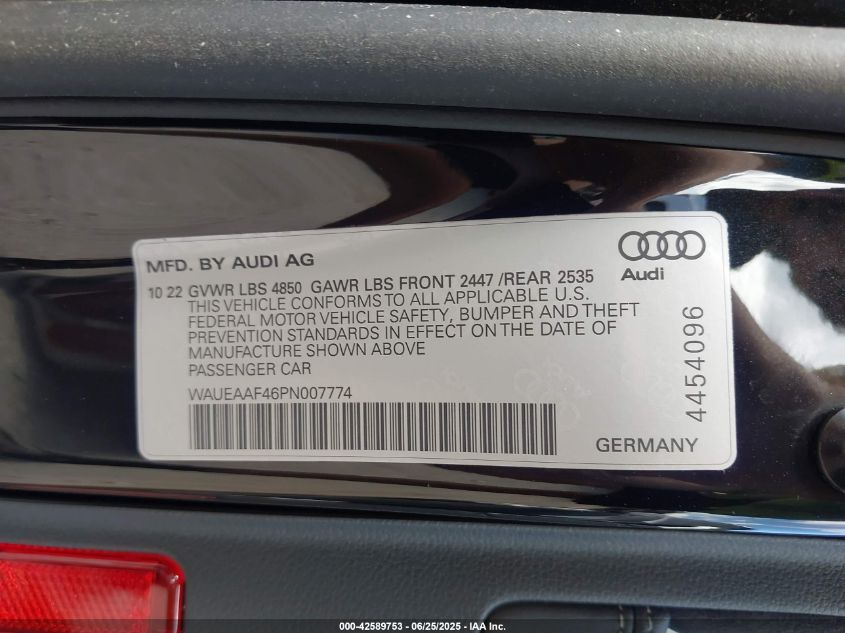 MFD. BY AUDI AG
Audi
10 22 GVWR LBS 4850 GAWR LBS FRONT 2447 /REAR 2535
THIS VEHICLE CONFORMS TO ALL APPLICABLE U.S.
FEDERAL MOTOR VEHICLE SAFETY, BUMPER AND THEFT
PREVENTION STANDARDS IN EFFECT ON THE DATE OF
MANUFACTURE SHOWN ABOVE
PASSENGER CAR
WAUEAAF46PN007774
4454096
GERMANY
000-42589753 - 06/25/2025 - IAA Inc.